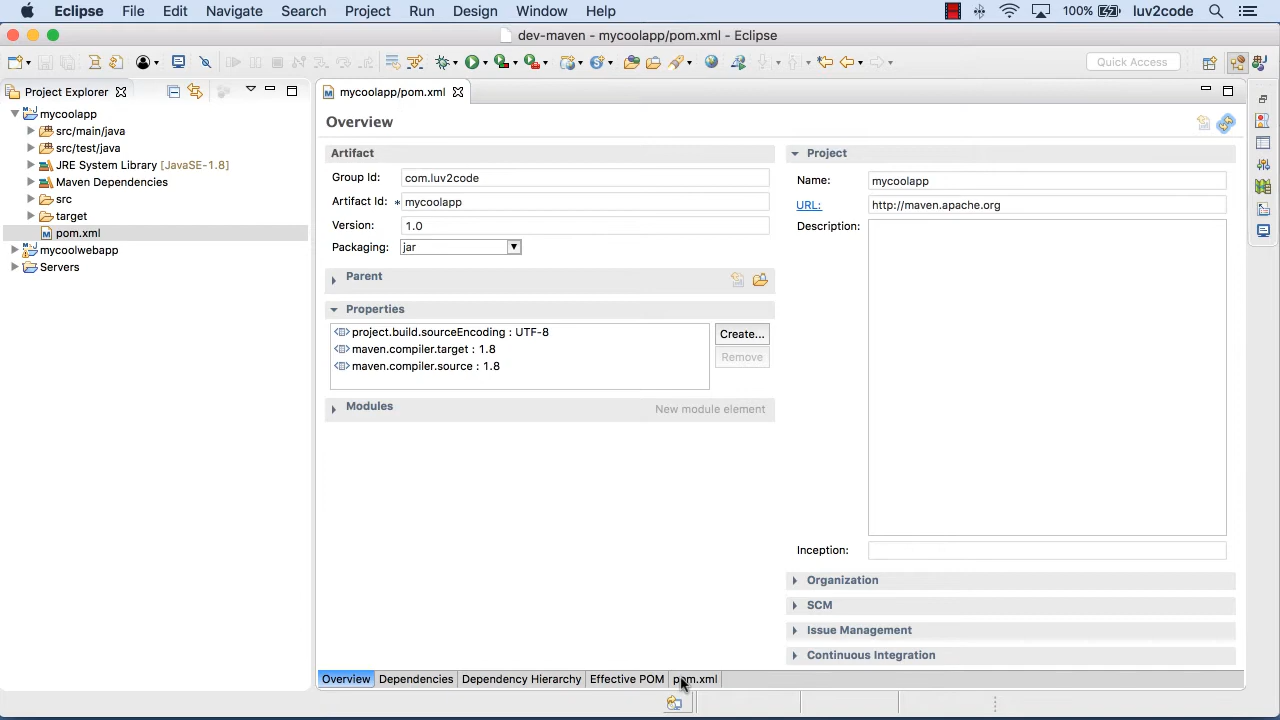 Eclipse File Edit Navigate Search Project Run Design Window Help 100% luv2code
dev-maven - mycoolapp/pom.xml - Eclipse
Quick Access
Project Explorer
mycoolapp
src/main/java
src/test/java
JRE System Library [JavaSE-1.8]
Maven Dependencies
src
target
pom.xml
mycoolwebapp
Servers
mycoolapp/pom.xml
Overview
Artifact
Group Id: com.luv2code
Artifact Id: * mycoolapp
Version: 1.0
Packaging: jar
Parent
Properties
project.build.sourceEncoding : UTF-8
maven.compiler.target : 1.8
maven.compiler.source : 1.8
Create...
Remove
Modules New module element
Project
Name: mycoolapp
URL: http://maven.apache.org
Description:
Inception:
Organization
SCM
Issue Management
Continuous Integration
Overview Dependencies Dependency Hierarchy Effective POM pom.xml